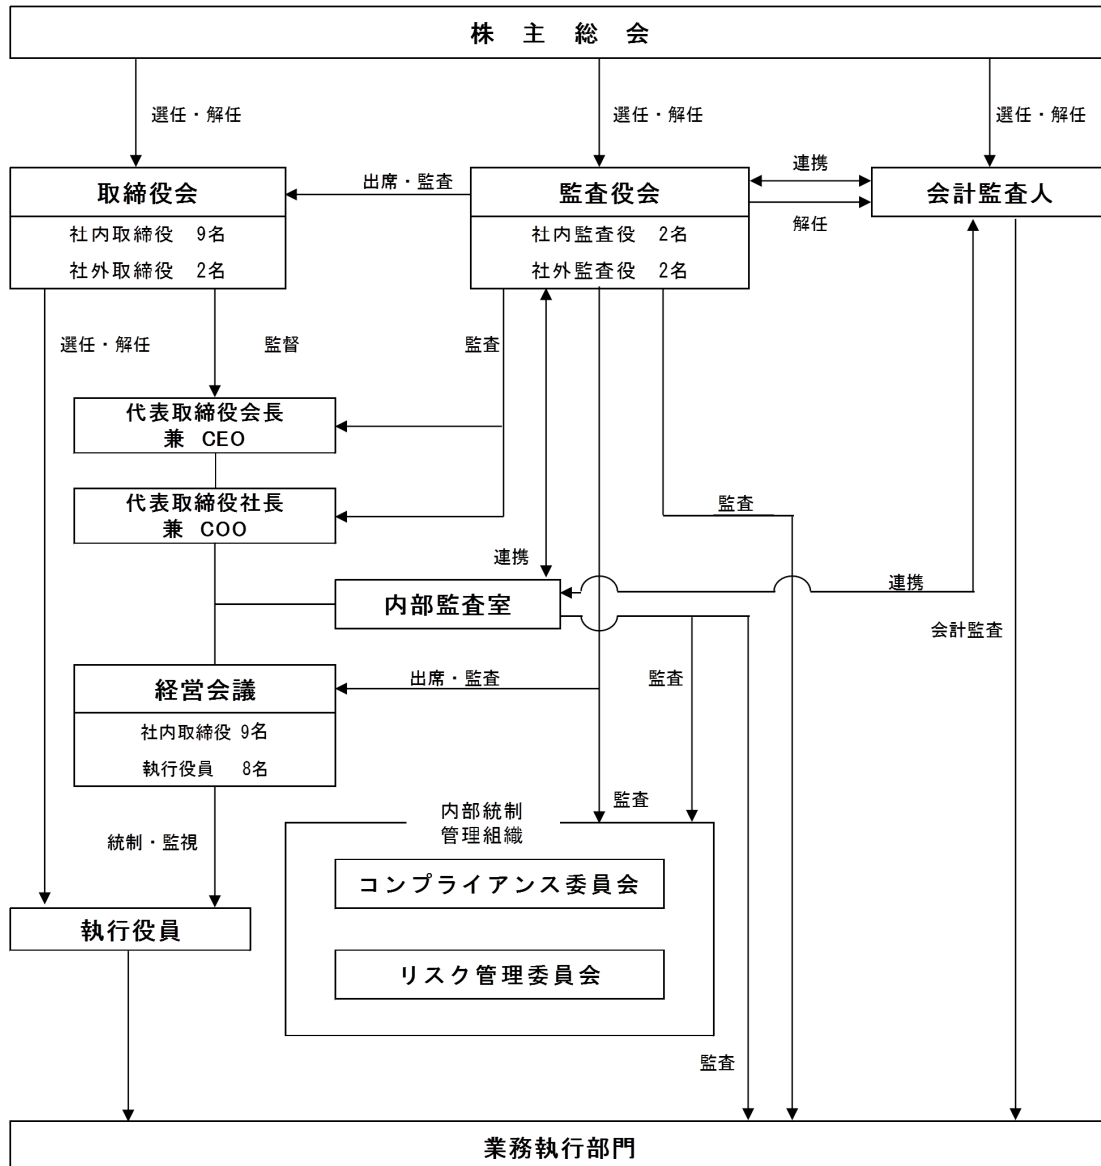 株 主 総 会
選任・解任
選任・解任
選任・解任
取締役会
社内取締役 9名
社外取締役 2名
出席・監査
監査役会
社内監査役 2名
社外監査役 2名
連携
解任
会計監査人
選任・解任
監督
監査
代表取締役会長
兼 CEO
代表取締役社長
兼 COO
監査
連携
連携
内部監査室
会計監査
経営会議
社内取締役 9名
執行役員 8名
出席・監査
監査
監査
統制・監視
内部統制
管理組織
コンプライアンス委員会
リスク管理委員会
執行役員
監査
業務執行部門